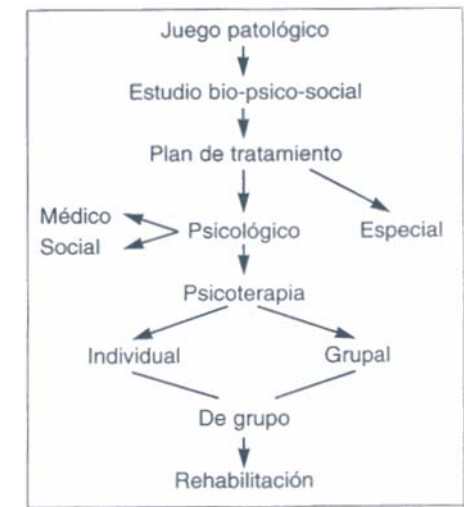 Juego patológico
Estudio bio-psico-social
Plan de tratamiento
Médico
Social
Psicológico
Especial
Psicoterapia
Individual
Grupal
De grupo
Rehabilitación